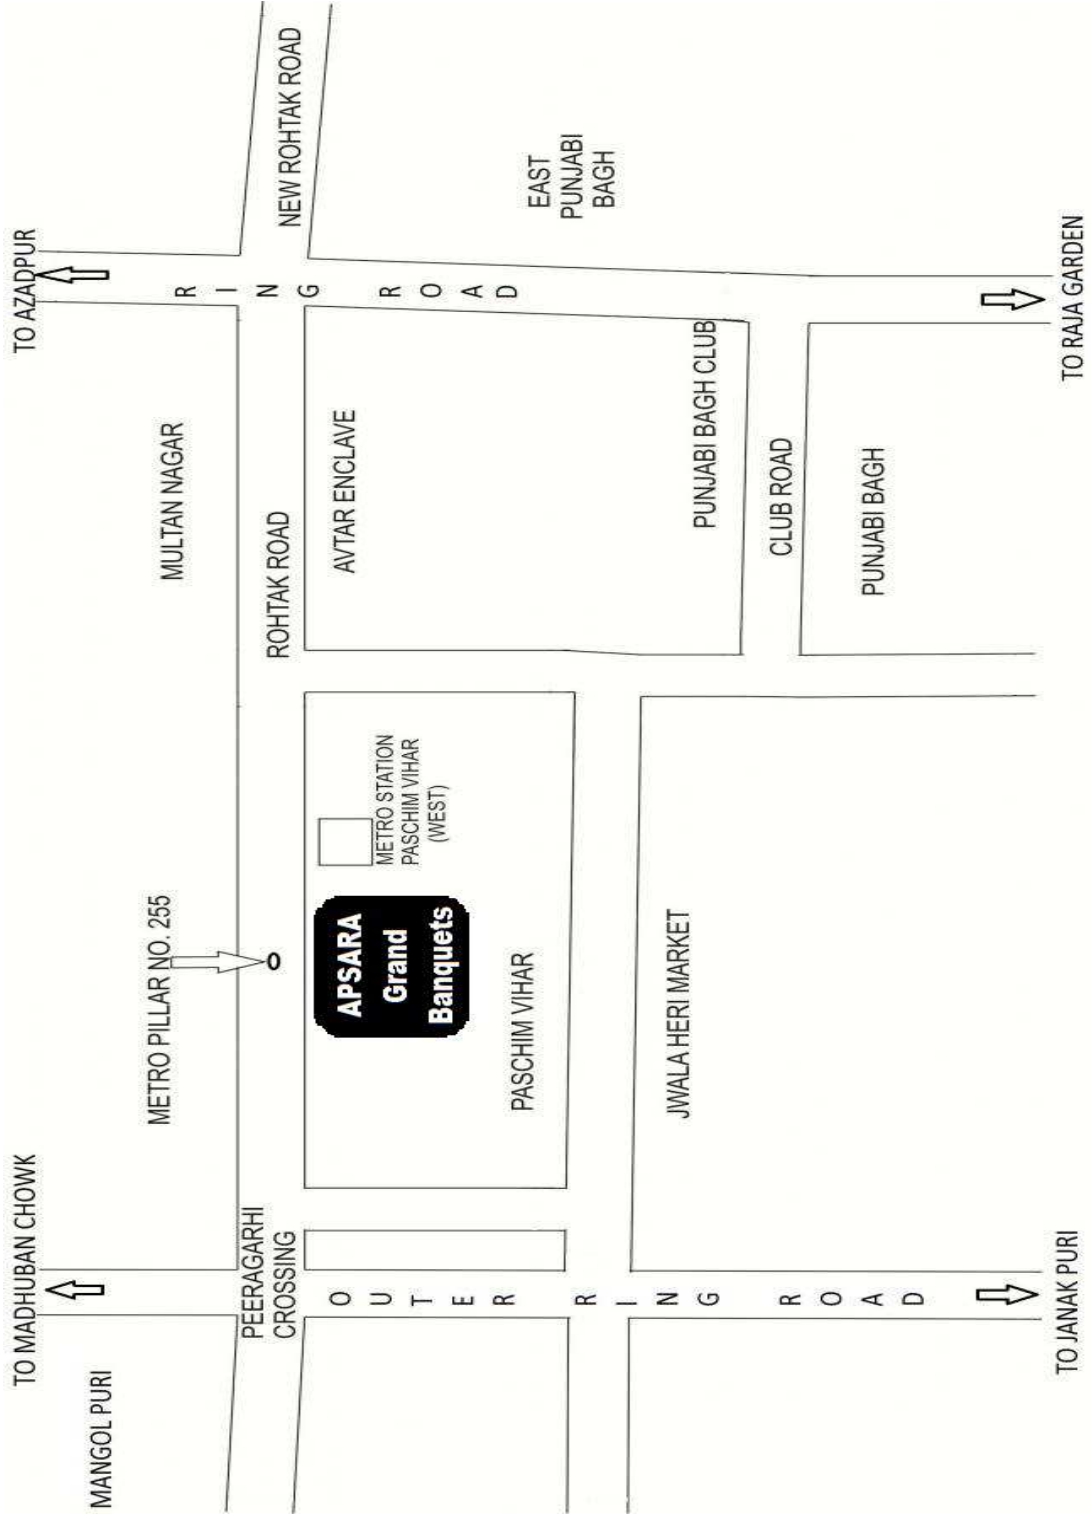 TO MADHUBAN CHOWK
TO AZADPUR
MANGOL PURI
METRO PILLAR NO. 255
MULTAN NAGAR
RING ROAD
PEERAGARHI
CROSSING
ROHTAK ROAD
NEW ROHTAK ROAD
OUTER RING ROAD
APSARA
Grand
Banquets
METRO STATION
PASCHIM VIHAR
(WEST)
AVTAR ENCLAVE
PASCHIM VIHAR
EAST
PUNJABI
BAGH
JWALA HERI MARKET
PUNJABI BAGH CLUB
CLUB ROAD
PUNJABI BAGH
TO JANAK PURI
TO RAJA GARDEN